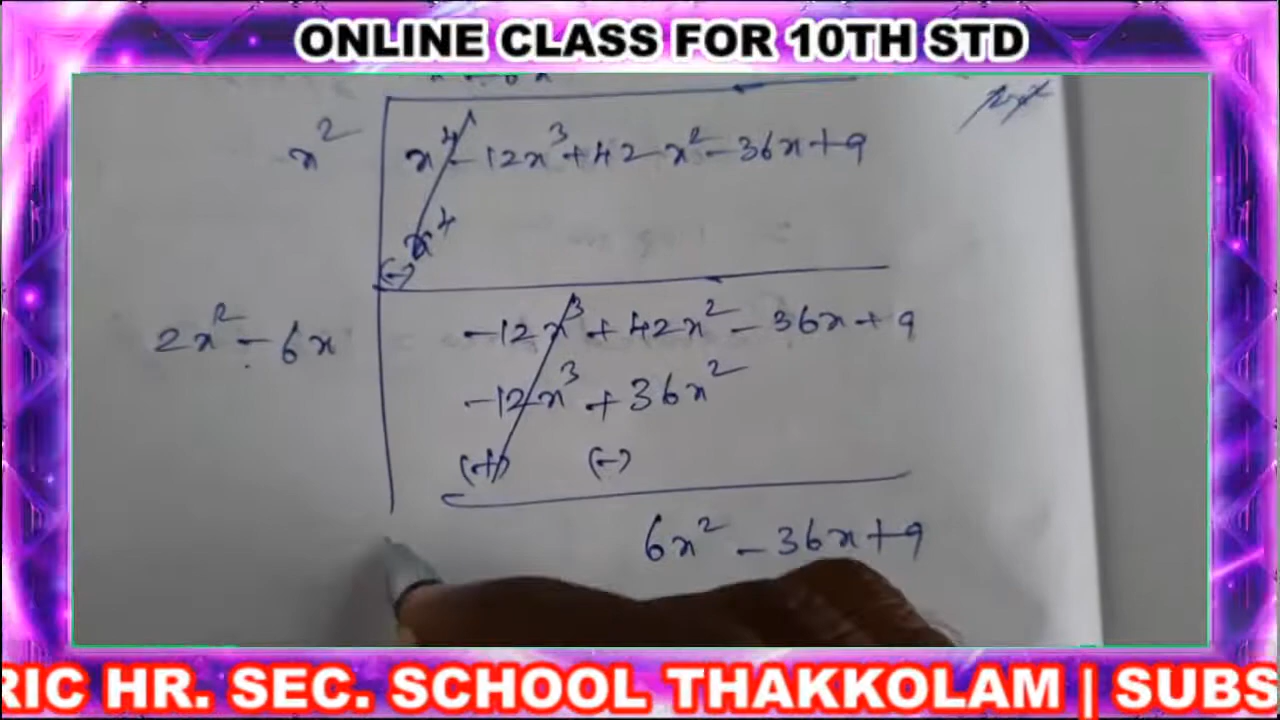 ONLINE CLASS FOR 10TH STD
x² x⁴ - 12x³ + 42x² - 36x + 9
x⁴
(-)
2x² - 6x -12x³ + 42x² - 36x + 9
-12x³ + 36x²
(+) (-)
6x² - 36x + 9
RIC HR. SEC. SCHOOL THAKKOLAM | SUBS